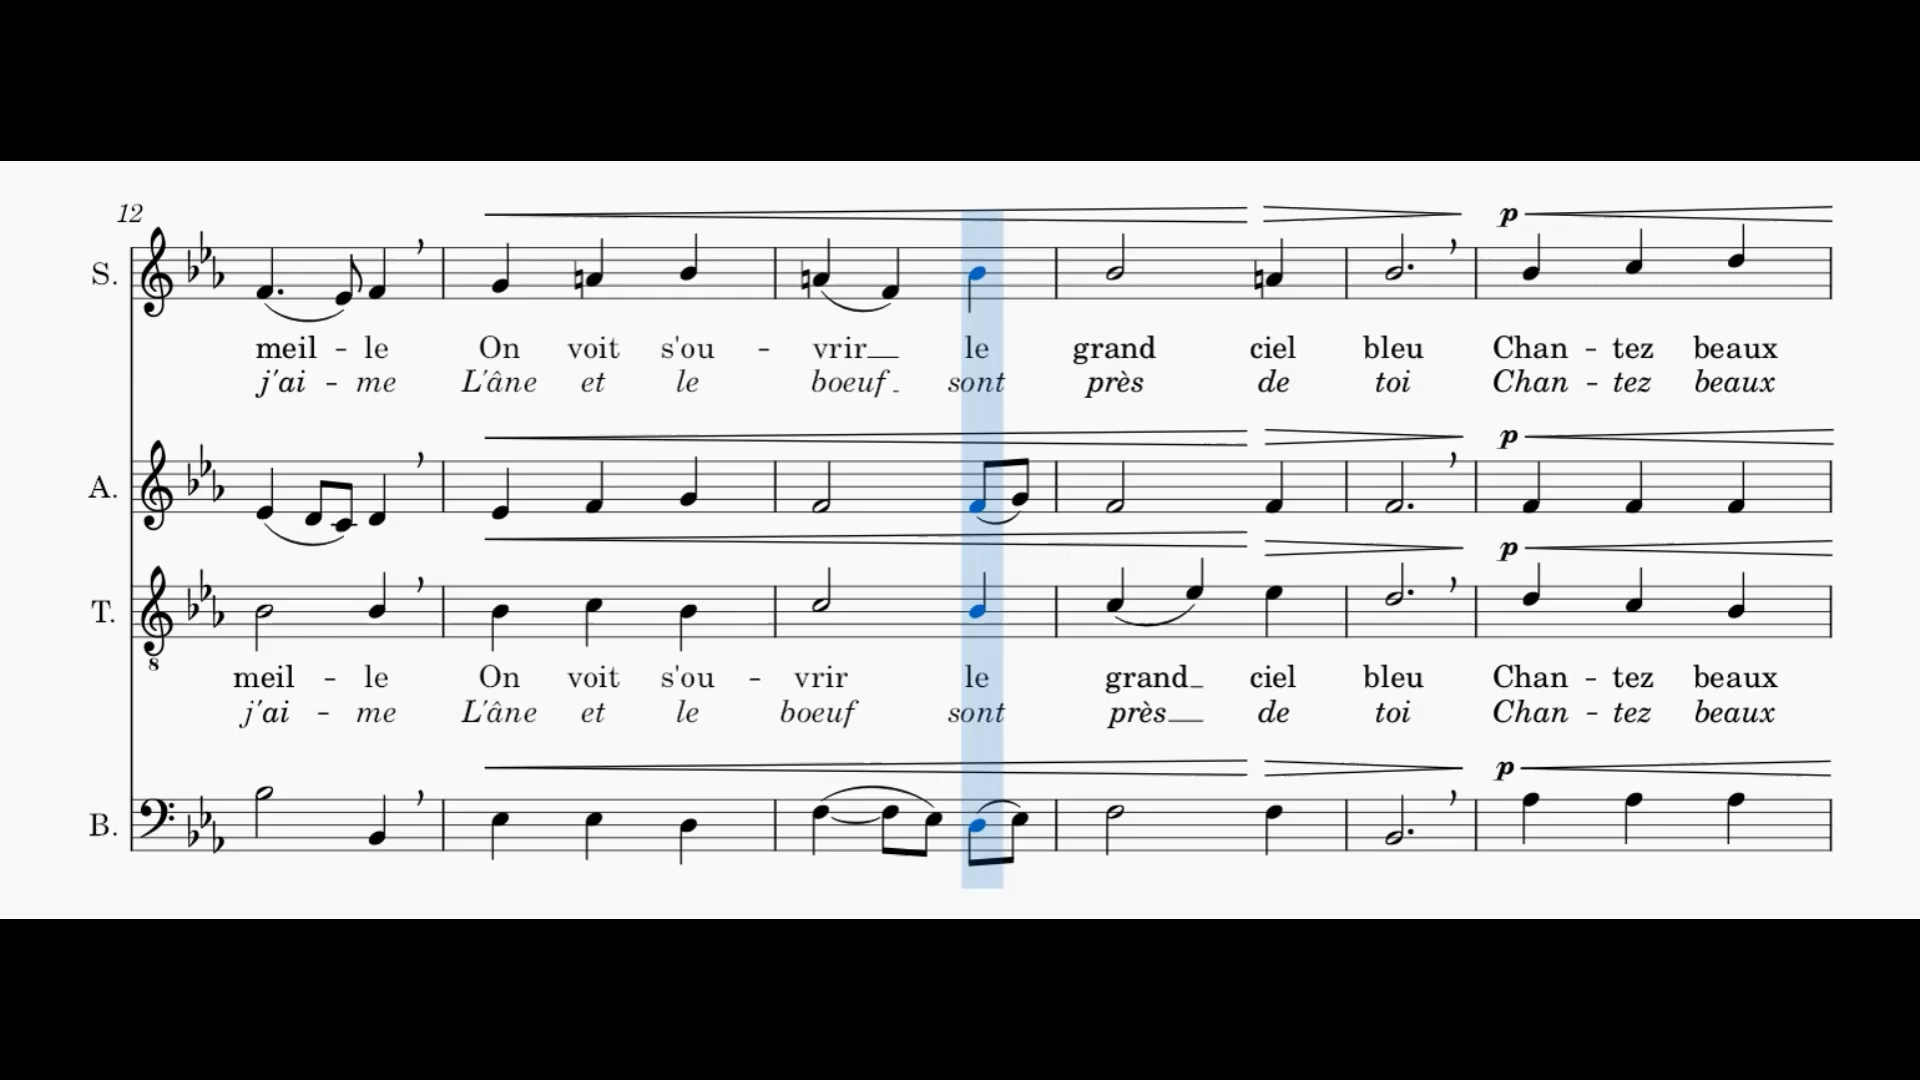 12
S.
meil - le On voit s'ou - vrir le grand ciel bleu Chan - tez beaux
j'ai - me L'âne et le boeuf sont près de toi Chan - tez beaux
p
A.
p
T.
8
meil - le On voit s'ou - vrir le grand ciel bleu Chan - tez beaux
j'ai - me L'âne et le boeuf sont près de toi Chan - tez beaux
p
B.
p